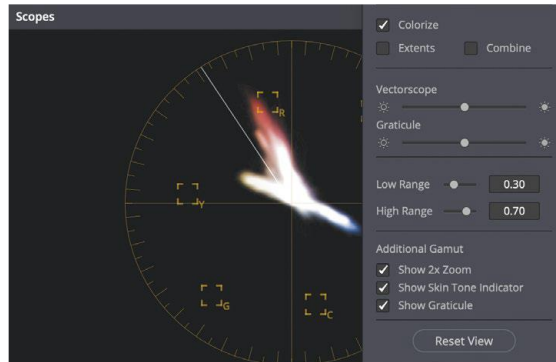 Scopes
Colorize
Extents
Combine
Vectorscope
Graticule
Low Range
0.30
High Range
0.70
Additional Gamut
Show 2x Zoom
Show Skin Tone Indicator
Show Graticule
Reset View
R
Y
G
C